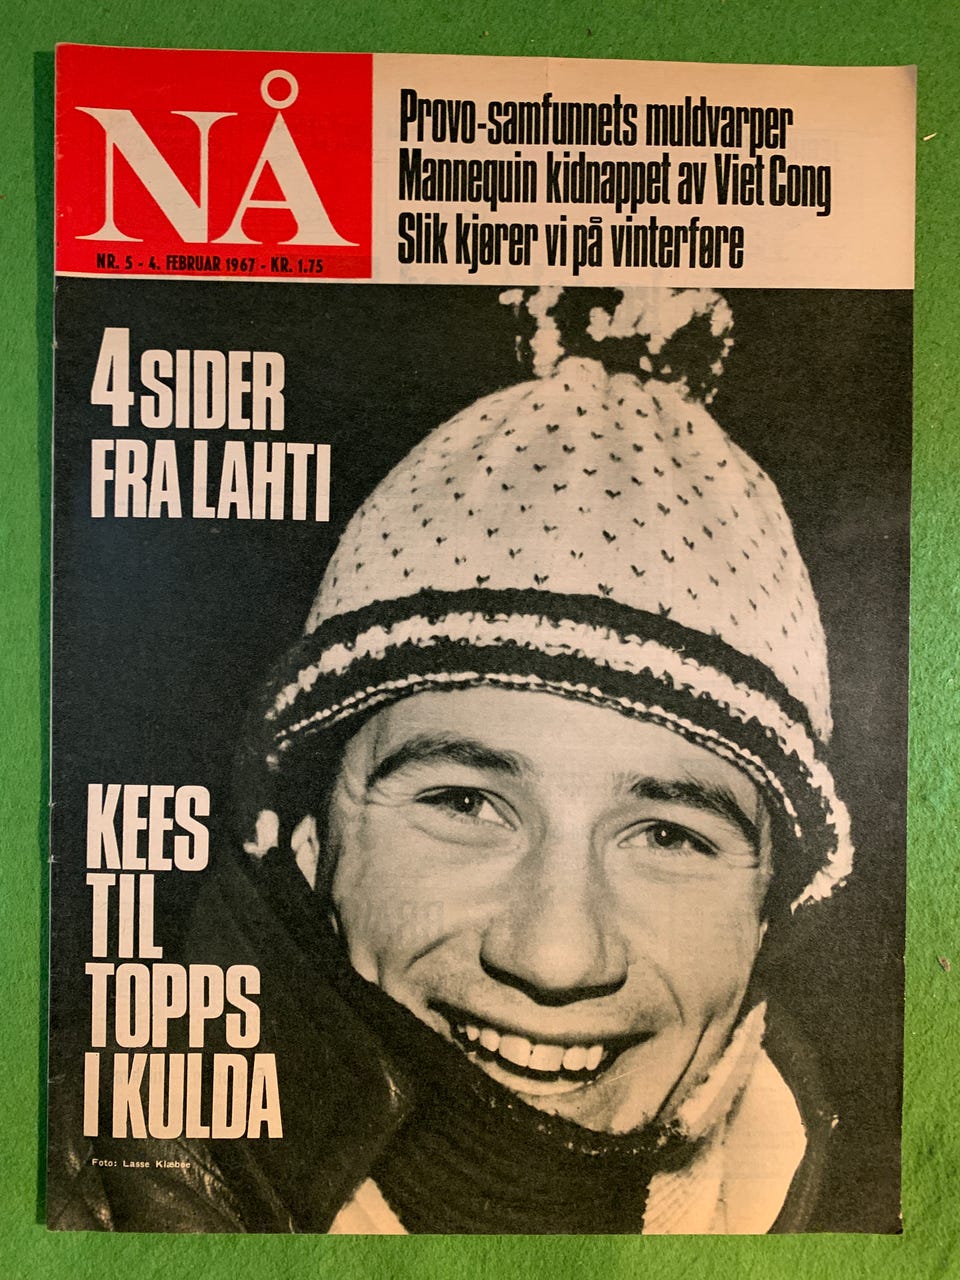 NÅ
NR. 5 - 4. FEBRUAR 1967 - KR. 1.75
Provo-samfunnets muldvarper
Mannequin kidnappet av Viet Cong
Slik kjører vi på vinterføre
4 SIDER
FRA LAHTI
KEES
TIL
TOPPS
I KULDA
Foto: Lasse Klæboe